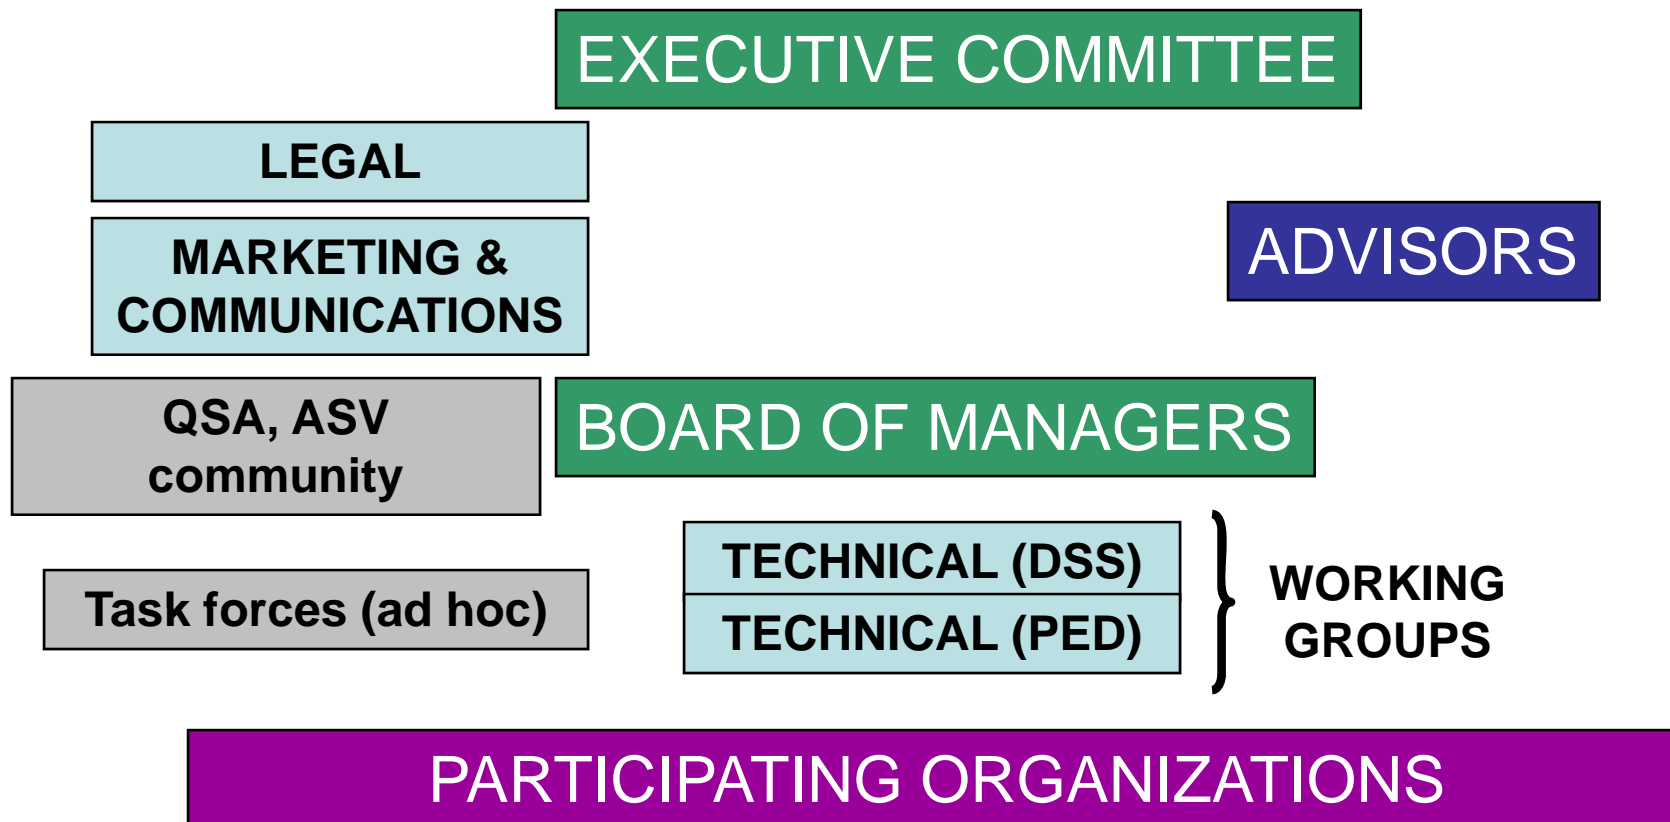 EXECUTIVE COMMITTEE
LEGAL
MARKETING &
COMMUNICATIONS
ADVISORS
QSA, ASV
community
BOARD OF MANAGERS
TECHNICAL (DSS)
TECHNICAL (PED)
WORKING
GROUPS
Task forces (ad hoc)
PARTICIPATING ORGANIZATIONS